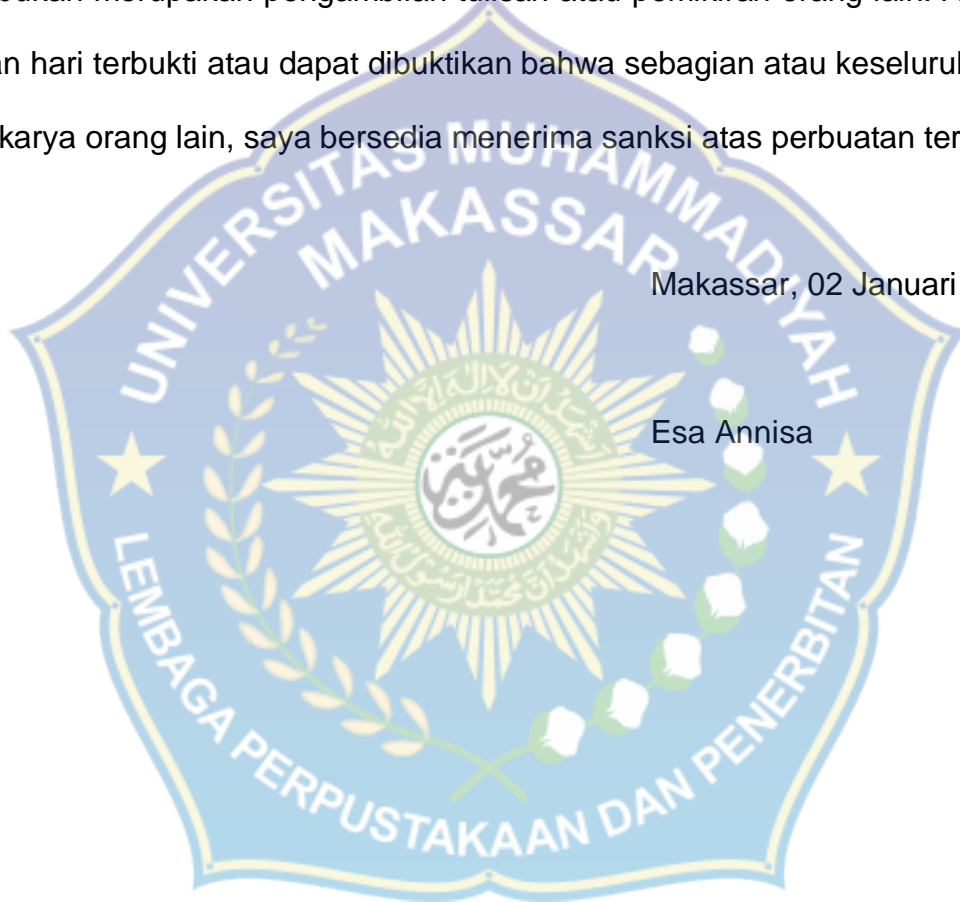 bukan merupakan pengambilan tulisan atau pemikiran orang lain.
an hari terbukti atau dapat dibuktikan bahwa sebagian atau keseluruh
karya orang lain, saya bersedia menerima sanksi atas perbuatan ter
UNIVERSITAS MUHAMMADIYAH
MAKASSAR
Makassar, 02 Januari
Esa Annisa
محمدية
LEMBAGA PERPUSTAKAAN DAN PENERBITAN